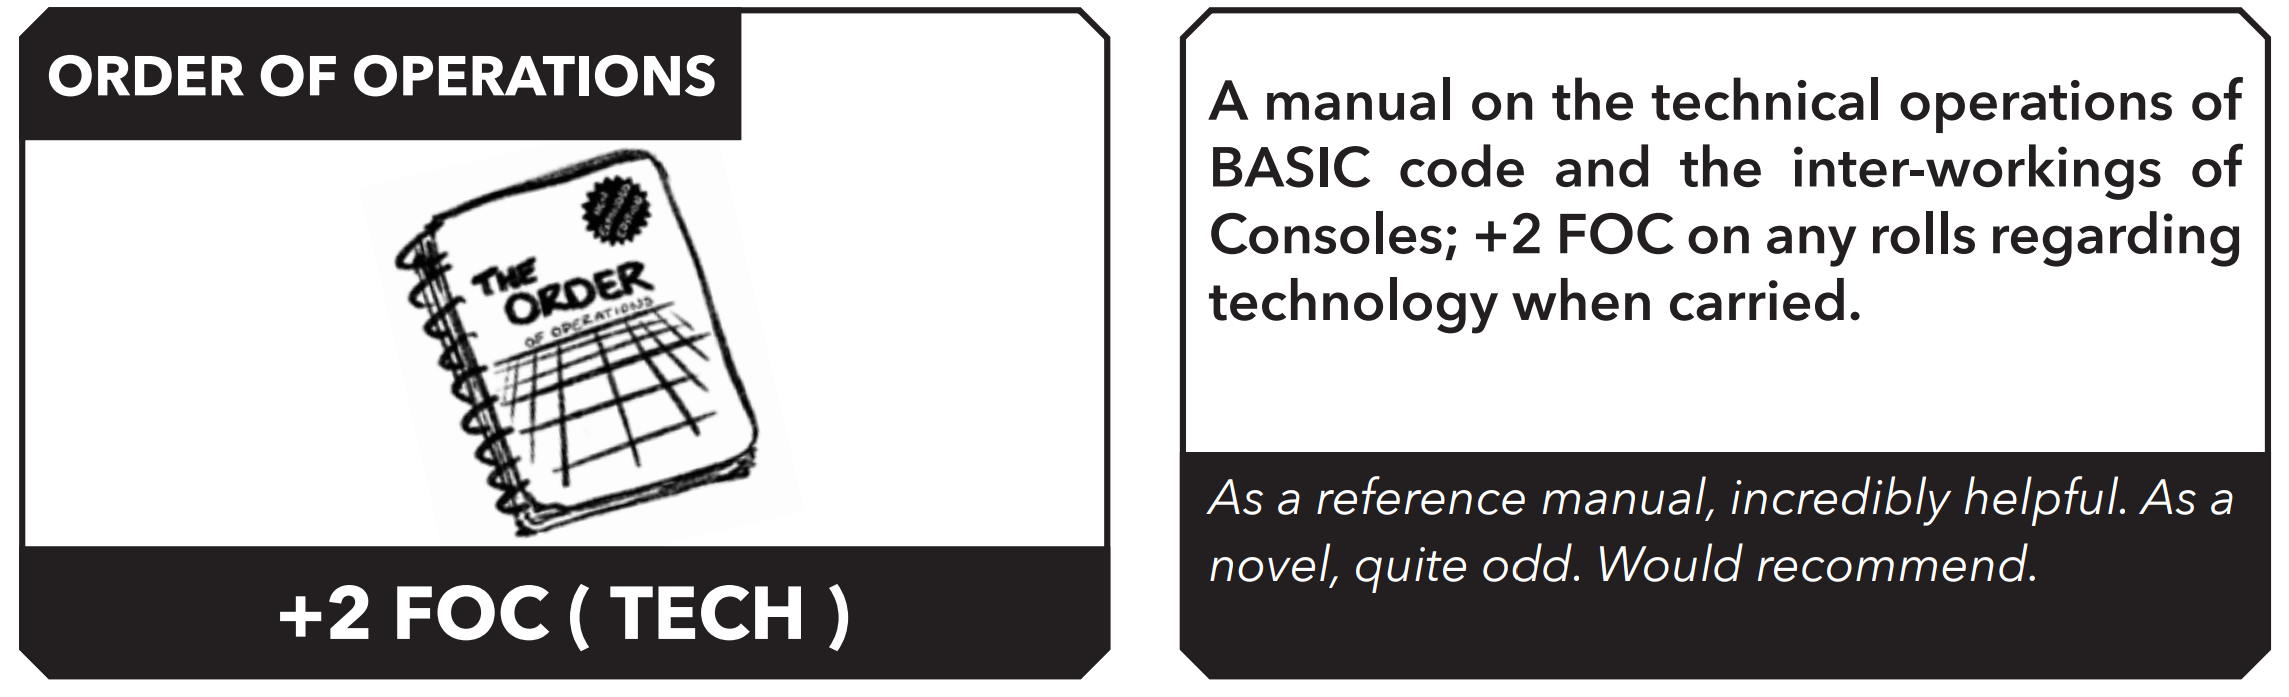 ORDER OF OPERATIONS
THE
ORDER
OF OPERATIONS
+2 FOC ( TECH )
A manual on the technical operations of
BASIC code and the inter-workings of
Consoles; +2 FOC on any rolls regarding
technology when carried.
As a reference manual, incredibly helpful. As a
novel, quite odd. Would recommend.